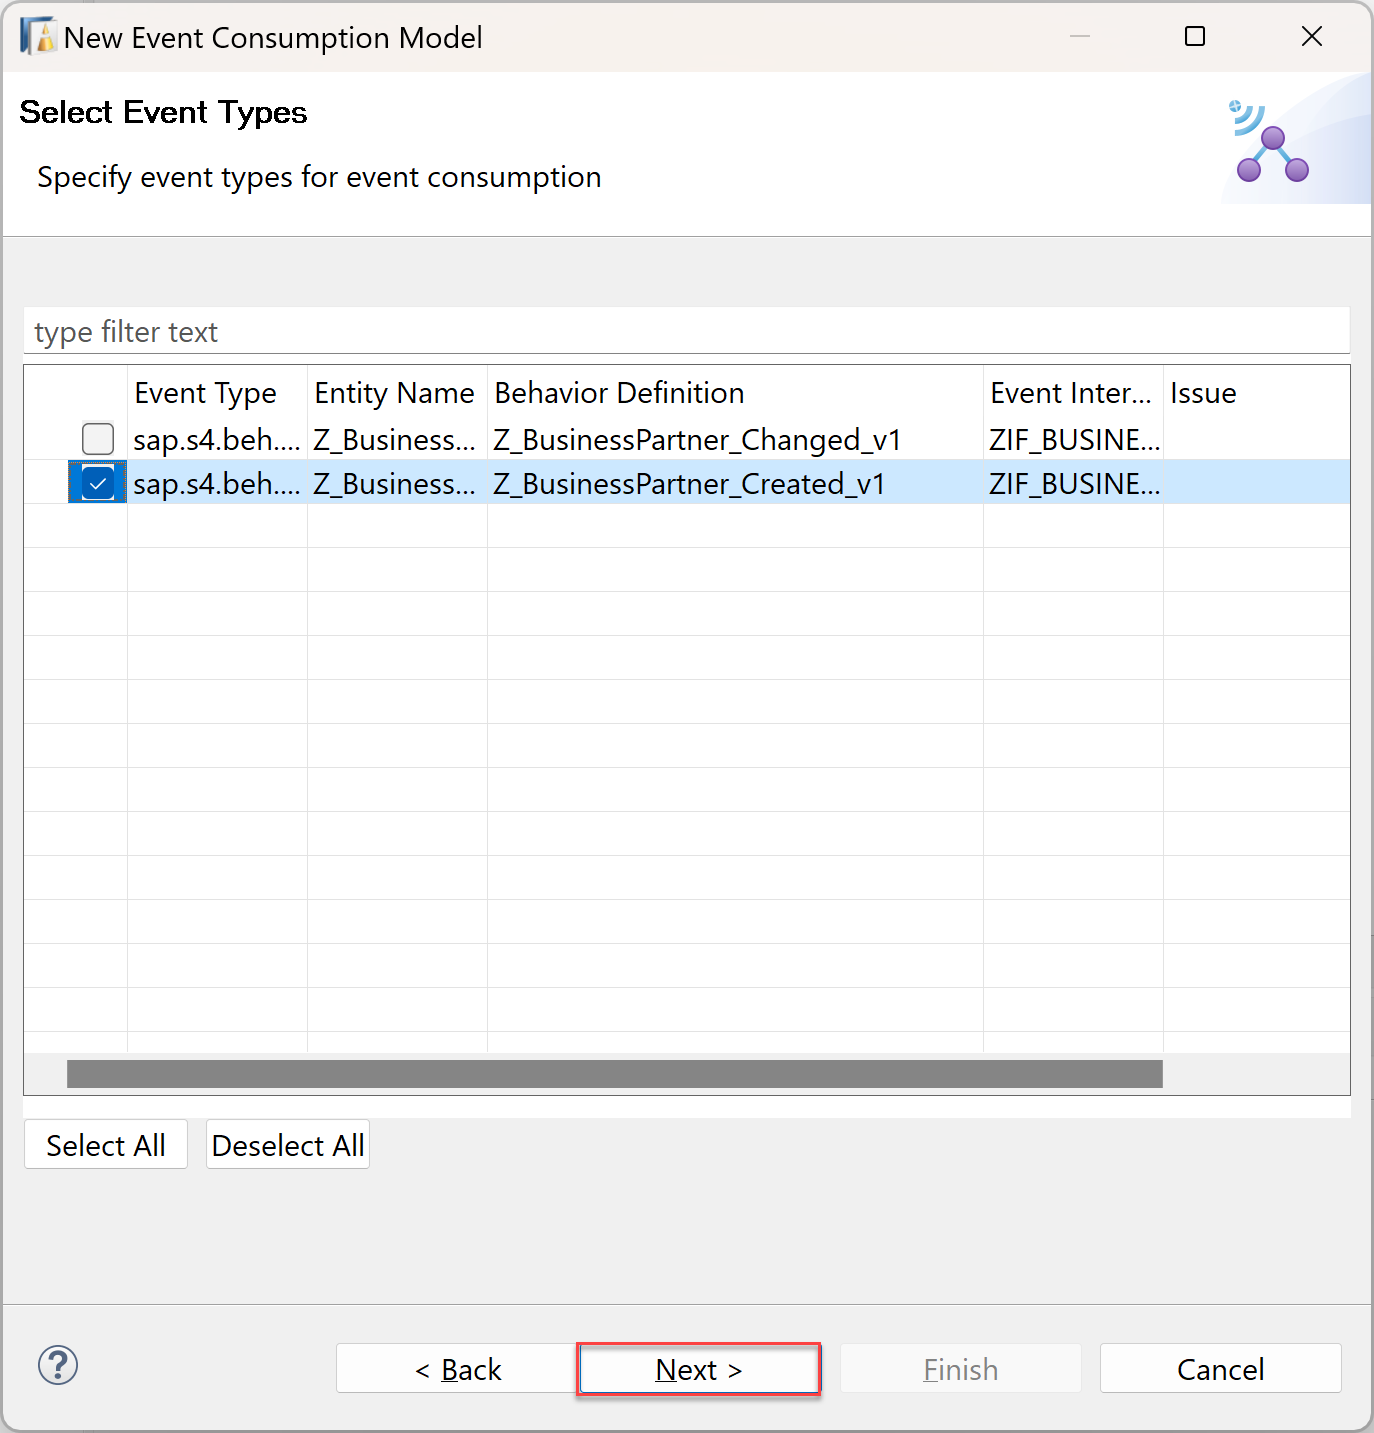 New Event Consumption Model
Select Event Types
Specify event types for event consumption
type filter text
Event Type Entity Name Behavior Definition Event Inter... Issue
sap.s4.beh.... Z_Business... Z_BusinessPartner_Changed_v1 ZIF_BUSINE...
sap.s4.beh.... Z_Business... Z_BusinessPartner_Created_v1 ZIF_BUSINE...
Select All Deselect All
? < Back Next > Finish Cancel